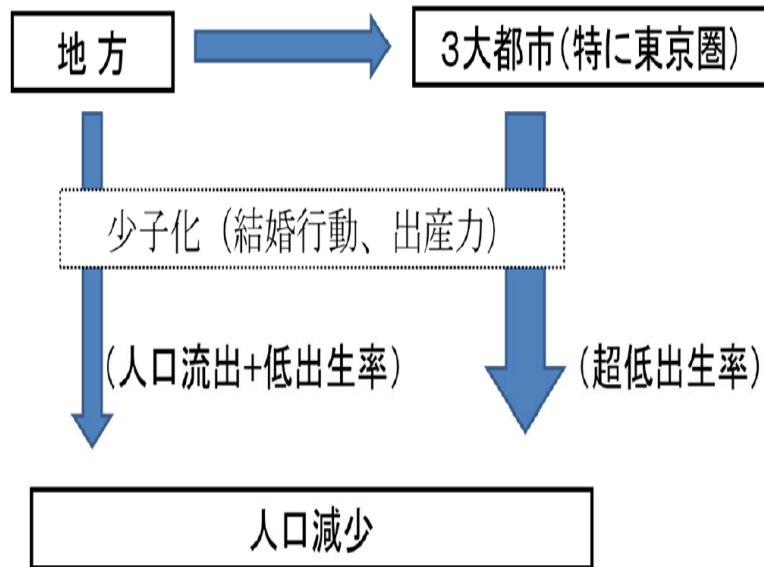 地方
3大都市(特に東京圏)
少子化(結婚行動、出産力)
(人口流出+低出生率)
(超低出生率)
人口減少